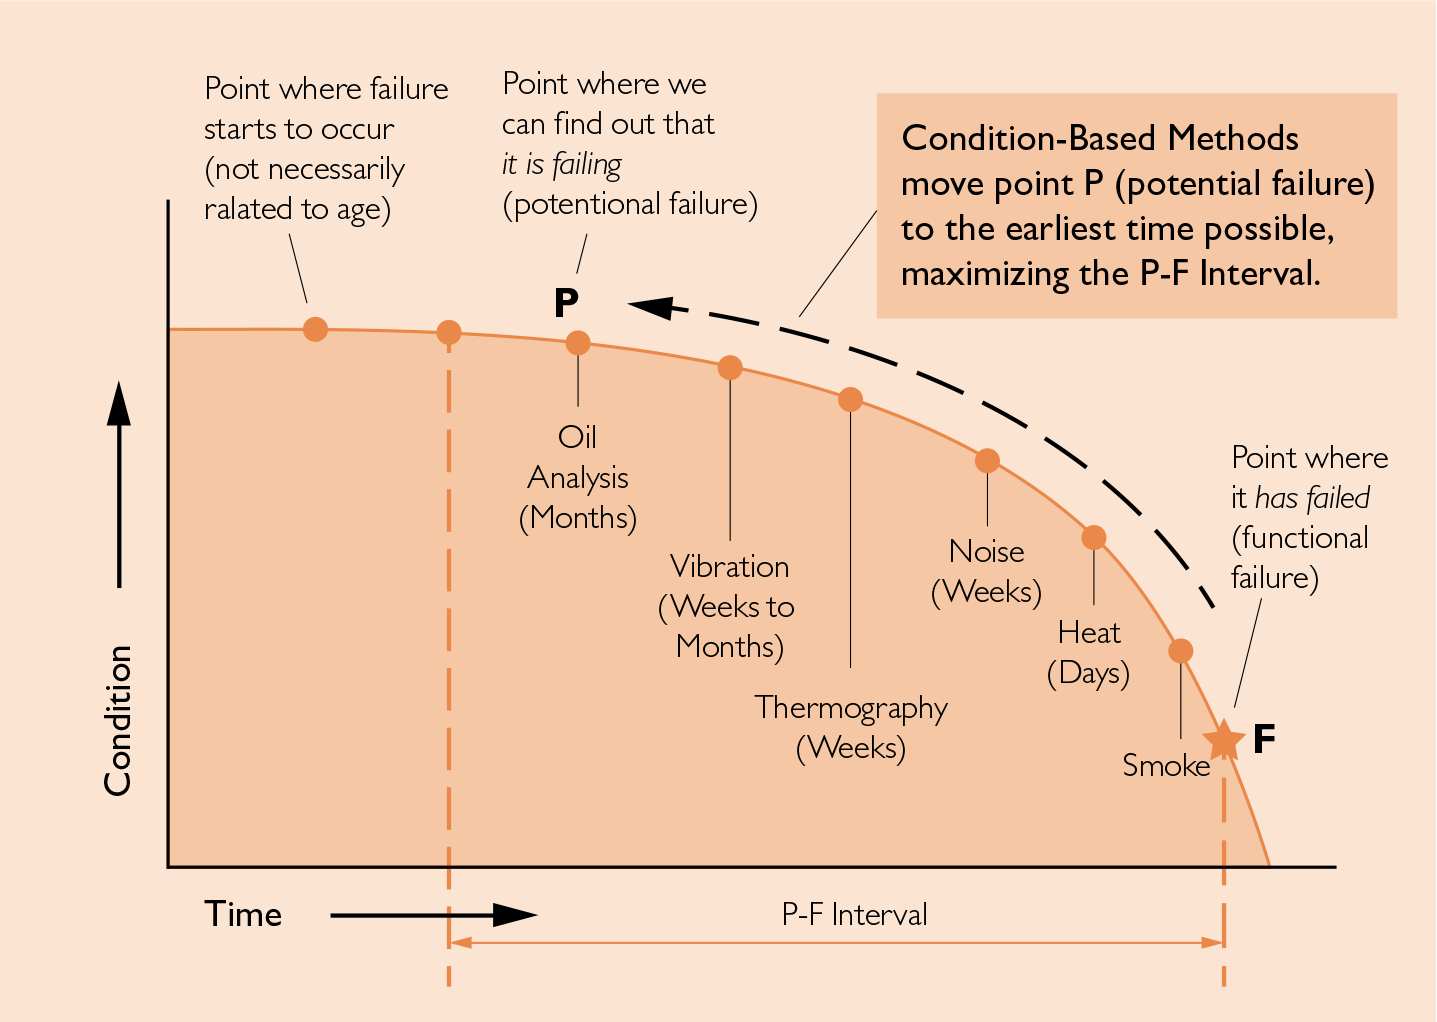 Point where failure
starts to occur
(not necessarily
ralated to age)
Point where we
can find out that
it is failing
(potentional failure)
Condition-Based Methods
move point P (potential failure)
to the earliest time possible,
maximizing the P-F Interval.
P
Oil
Analysis
(Months)
Vibration
(Weeks to
Months)
Thermography
(Weeks)
Noise
(Weeks)
Heat
(Days)
Smoke
Point where
it has failed
(functional
failure)
F
Condition
Time
P-F Interval